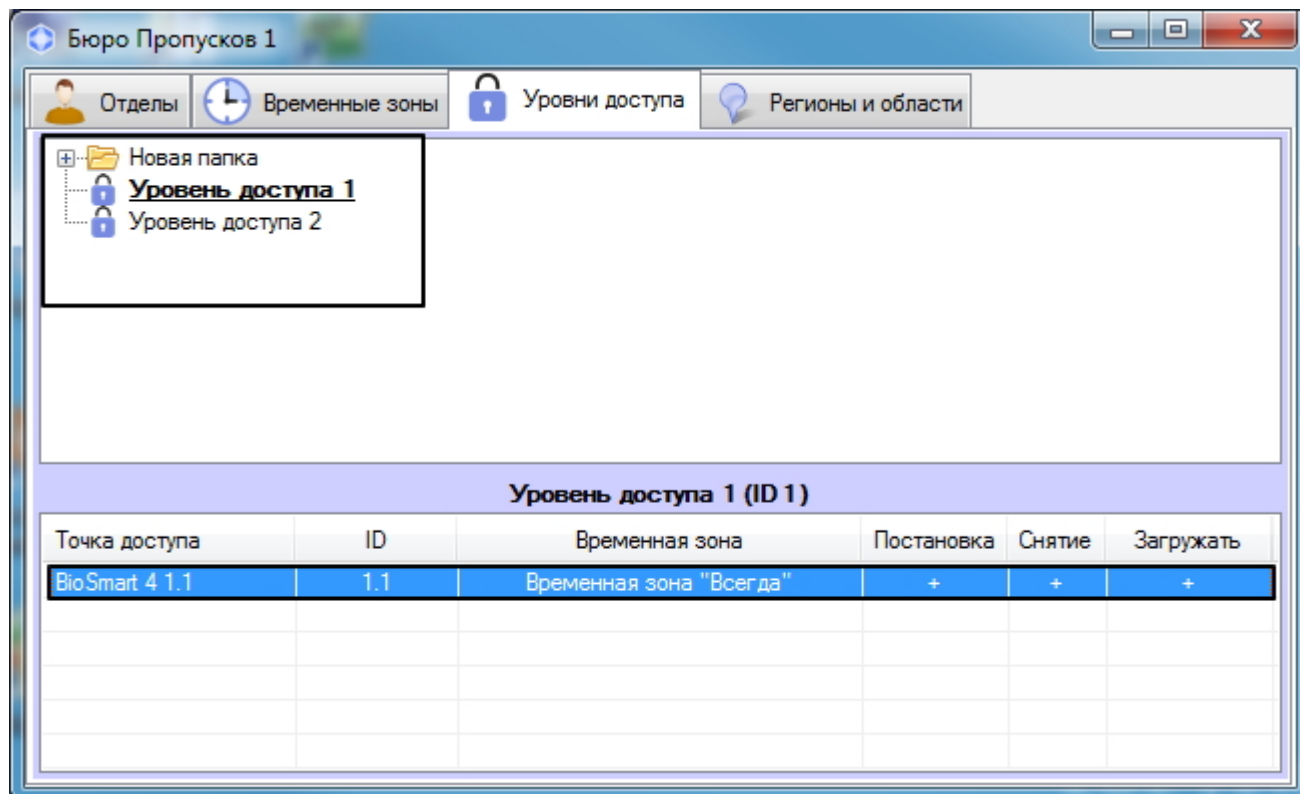 Бюро Пропусков 1
Отделы Временные зоны Уровни доступа Регионы и области
Новая папка
Уровень доступа 1
Уровень доступа 2
Уровень доступа 1 (ID 1)
Точка доступа ID Временная зона Постановка Снятие Загружать
BioSmart 4 1.1 1.1 Временная зона "Всегда" + + +